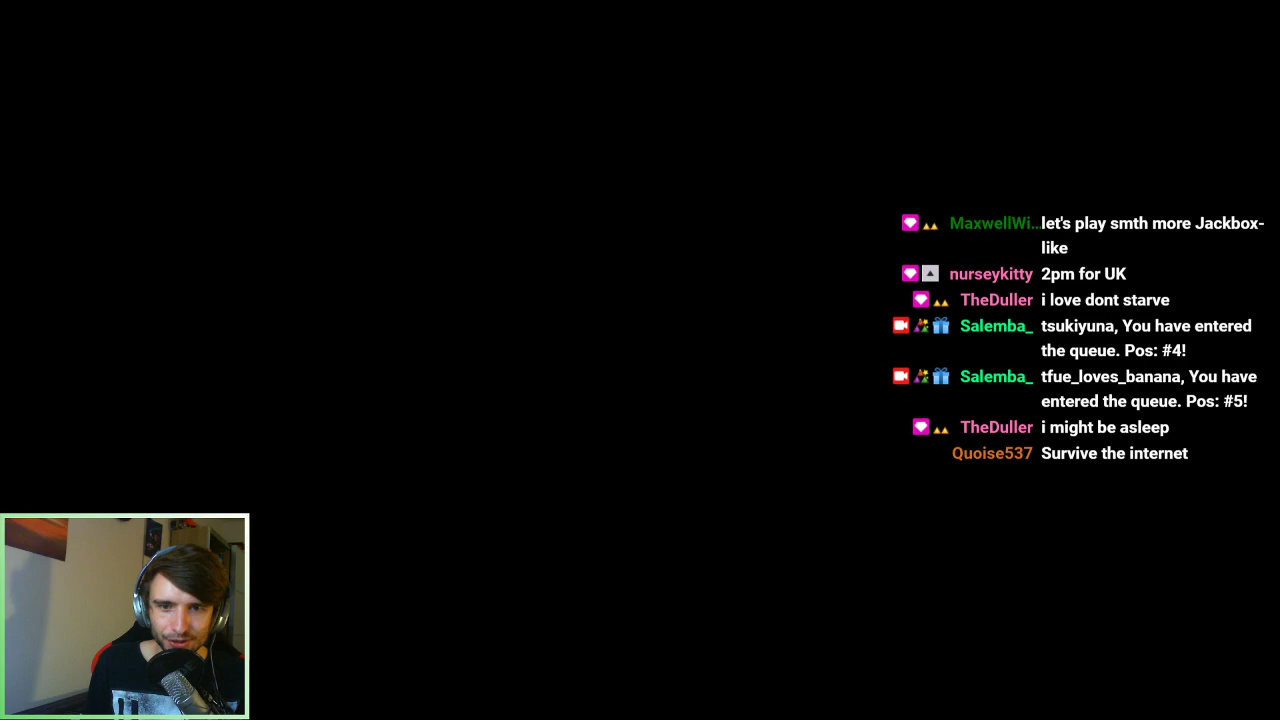 MaxwellWi... let's play smth more Jackbox-
like
nurseykitty 2pm for UK
TheDuller i love dont starve
Salemba_ tsukiyuna, You have entered
the queue. Pos: #4!
Salemba_ tfue_loves_banana, You have
entered the queue. Pos: #5!
TheDuller i might be asleep
Quoise537 Survive the internet